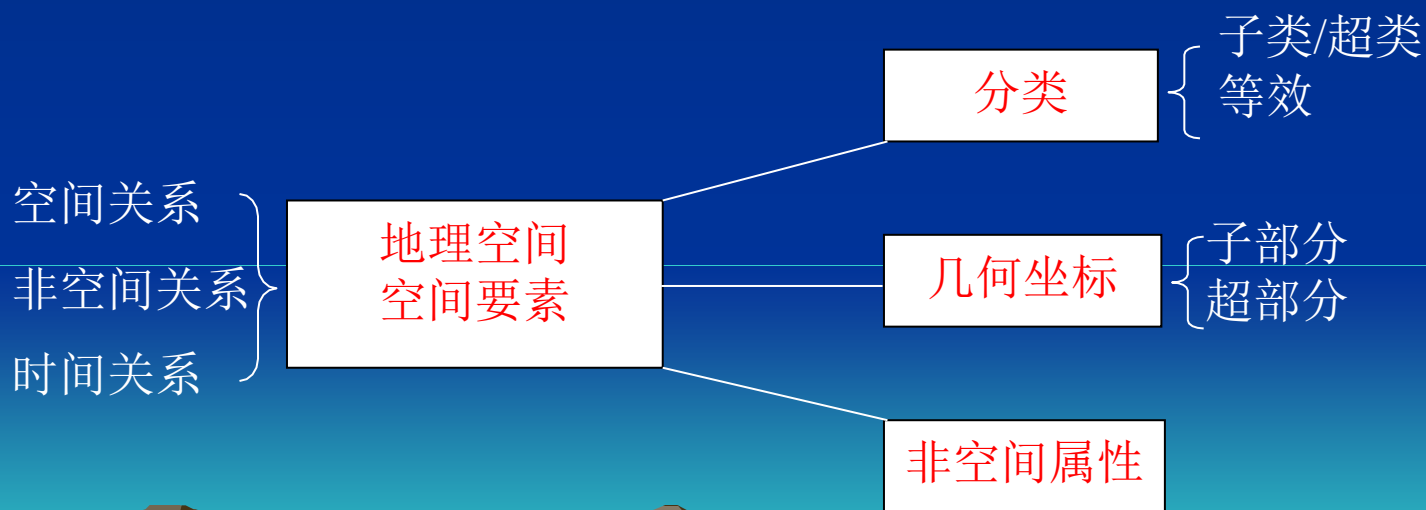 子类/超类
分类
等效
空间关系
地理空间
子部分
非空间关系
空间要素
几何坐标
超部分
时间关系
非空间属性